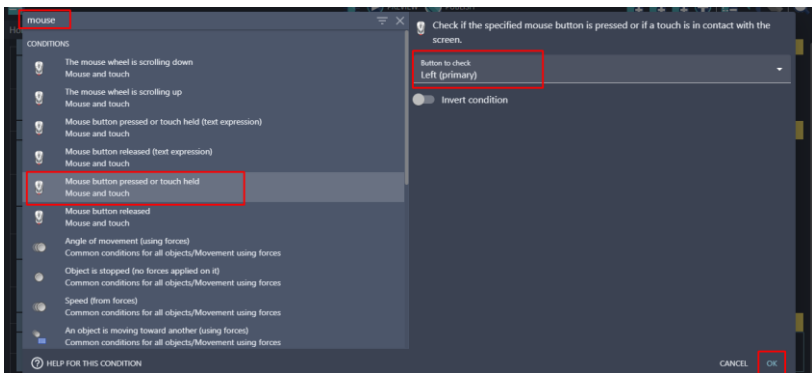 mouse
CONDITIONS
The mouse wheel is scrolling down
Mouse and touch
The mouse wheel is scrolling up
Mouse and touch
Mouse button pressed or touch held (text expression)
Mouse and touch
Mouse button released (text expression)
Mouse and touch
Mouse button pressed or touch held
Mouse and touch
Mouse button released
Mouse and touch
Angle of movement (using forces)
Common conditions for all objects/Movement using forces
Object is stopped (no forces applied on it)
Common conditions for all objects/Movement using forces
Speed (from forces)
Common conditions for all objects/Movement using forces
An object is moving toward another (using forces)
Common conditions for all objects/Movement using forces
HELP FOR THIS CONDITION
Check if the specified mouse button is pressed or if a touch is in contact with the
screen.
Button to check
Left (primary)
Invert condition
CANCEL
OK